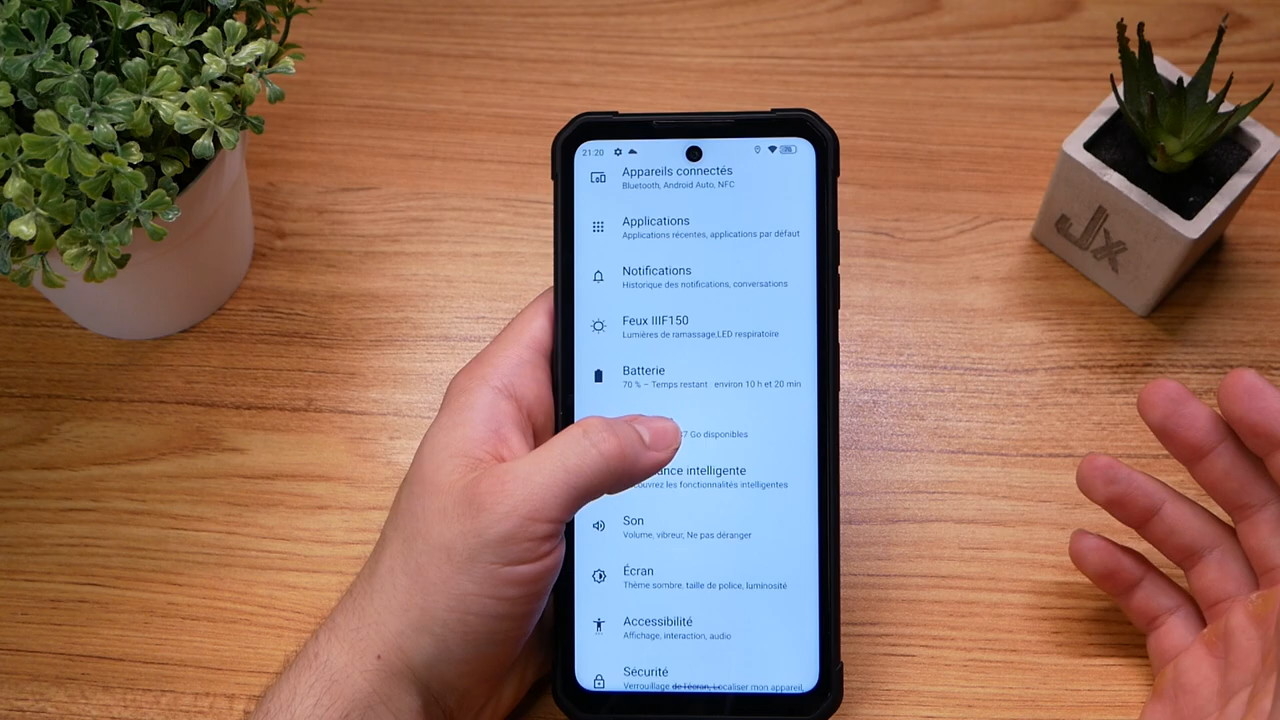 21:20
Appareils connectés
Bluetooth, Android Auto, NFC
Applications
Applications récentes, applications par défaut
Notifications
Historique des notifications, conversations
Feux IIIF150
Lumières de ramassage,LED respiratoire
Batterie
70 % – Temps restant : environ 10 h et 20 min
Go disponibles
intelligente
les fonctionnalités intelligentes
Son
Volume, vibreur, Ne pas déranger
Écran
Thème sombre, taille de police, luminosité
Accessibilité
Affichage, interaction, audio
Sécurité
Verrouillage de l'écran, Localiser mon appareil,
Jx